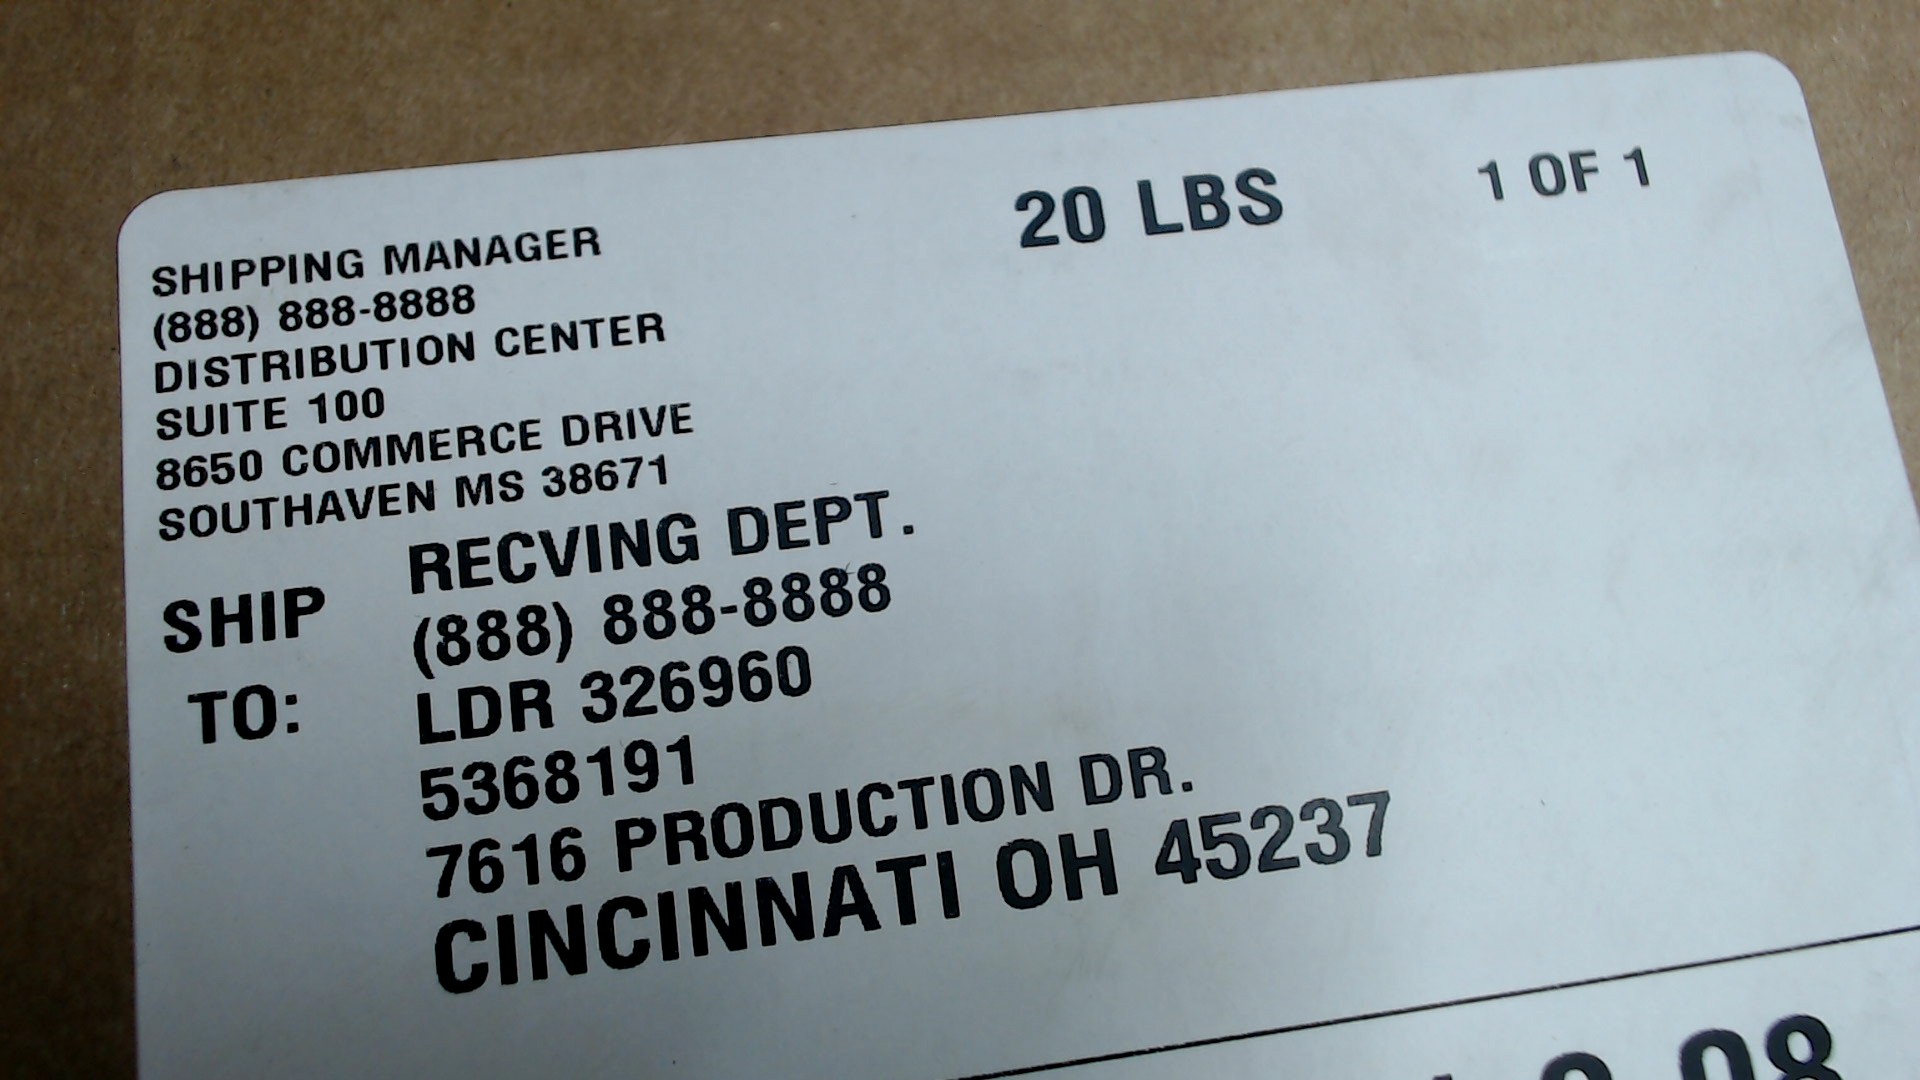 SHIPPING MANAGER
(888) 888-8888
DISTRIBUTION CENTER
SUITE 100
8650 COMMERCE DRIVE
SOUTHAVEN MS 38671
20 LBS
1 OF 1
SHIP
TO:
RECVING DEPT.
(888) 888-8888
LDR 326960
5368191
7616 PRODUCTION DR.
CINCINNATI OH 45237